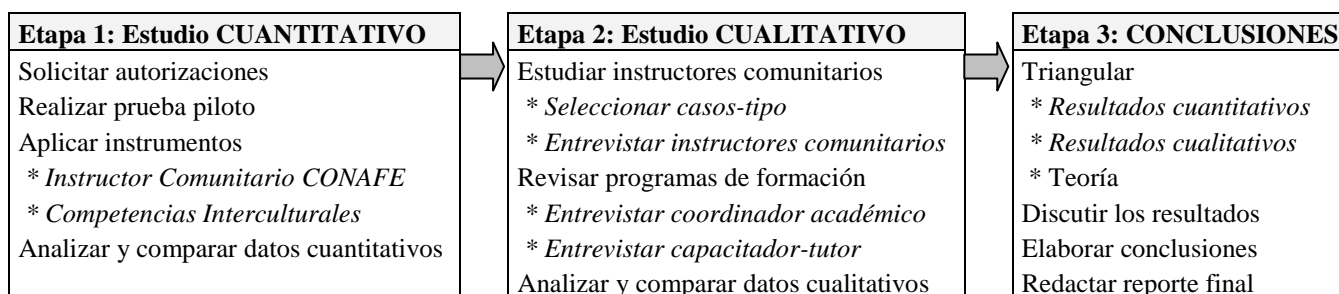 Etapa 1: Estudio CUANTITATIVO
Solicitar autorizaciones
Realizar prueba piloto
Aplicar instrumentos
* Instructor Comunitario CONAFE
* Competencias Interculturales
Analizar y comparar datos cuantitativos
Etapa 2: Estudio CUALITATIVO
Estudiar instructores comunitarios
* Seleccionar casos-tipo
* Entrevistar instructores comunitarios
Revisar programas de formación
* Entrevistar coordinador académico
* Entrevistar capacitador-tutor
Analizar y comparar datos cualitativos
Etapa 3: CONCLUSIONES
Triangular
* Resultados cuantitativos
* Resultados cualitativos
* Teoría
Discutir los resultados
Elaborar conclusiones
Redactar reporte final